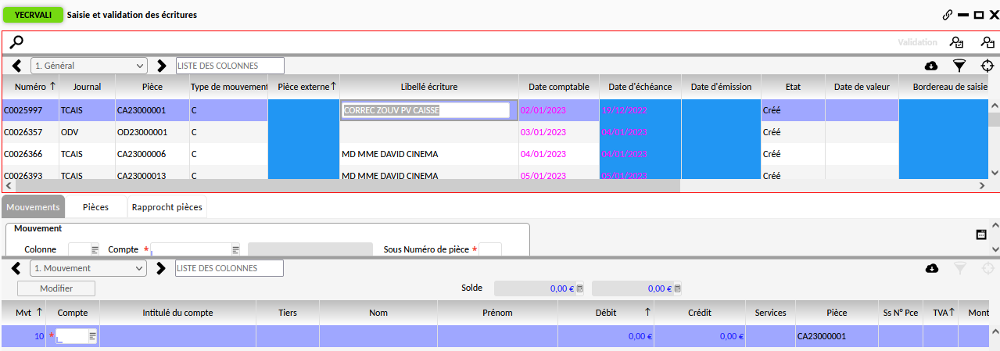 YECRVALI Saisie et validation des écritures
Validation
1. Général LISTE DES COLONNES
Numéro ↑ Journal Pièce Type de mouvement Pièce externe ↑ Libellé écriture Date comptable Date d'échéance Date d'émission Etat Date de valeur Bordereau de saisie
C0025997 TCAIS CA23000001 C CORREC ZOUV PV CAISSE 02/01/2023 19/12/2022 Créé
C0026357 ODV OD23000001 C 03/01/2023 04/01/2023 Créé
C0026366 TCAIS CA23000006 C MD MME DAVID CINEMA 04/01/2023 04/01/2023 Créé
C0026393 TCAIS CA23000013 C MD MME DAVID CINEMA 05/01/2023 05/01/2023 Créé
Mouvements Pièces Rapprocht pièces
Mouvement
Colonne Compte * Sous Numéro de pièce *
1. Mouvement LISTE DES COLONNES
Modifier Solde 0,00 € 0,00 €
Mvt ↑ Compte Intitulé du compte Tiers Nom Prénom Débit ↑ Crédit Services Pièce Ss N° Pce TVA ↑ Mont
10 * 0,00 € 0,00 € CA23000001